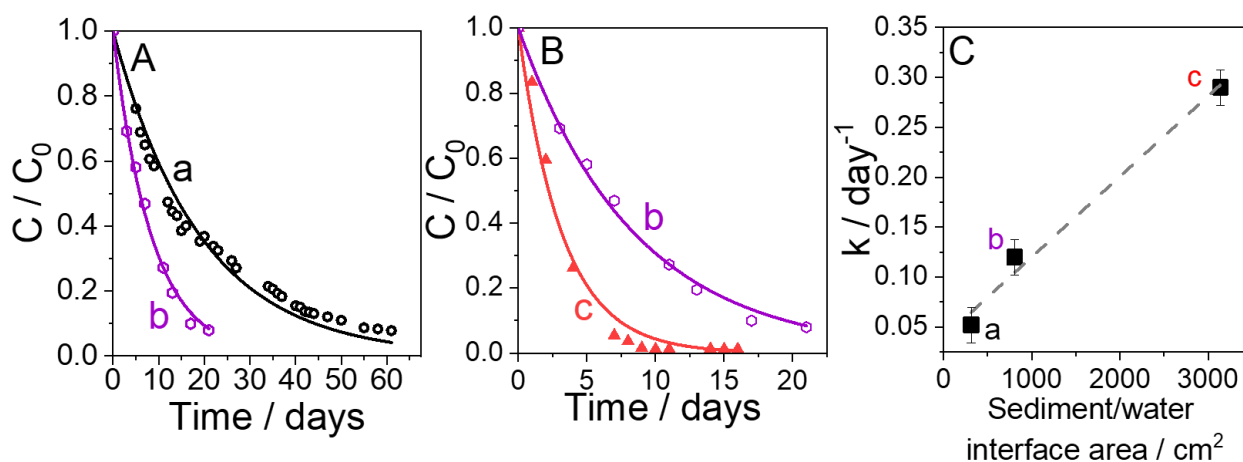 A
a
b
1.0
0.8
0.6
0.4
0.2
0.0
C / C₀
0 10 20 30 40 50 60
Time / days
B
b
c
1.0
0.8
0.6
0.4
0.2
0.0
C / C₀
0 5 10 15 20
Time / days
C
c
b
a
0.35
0.30
0.25
0.20
0.15
0.10
0.05
k / day⁻¹
0 1000 2000 3000
Sediment/water
interface area / cm²